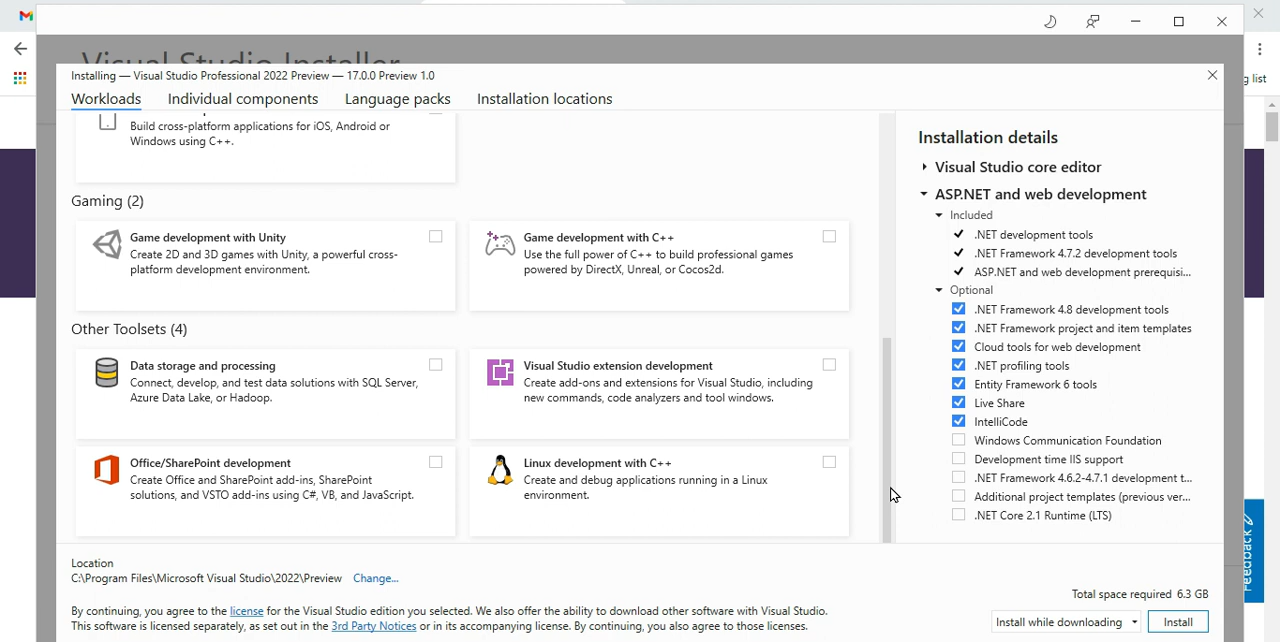 Visual Studio Installer
Installing — Visual Studio Professional 2022 Preview — 17.0.0 Preview 1.0
Workloads Individual components Language packs Installation locations
Build cross-platform applications for iOS, Android or
Windows using C++.
Gaming (2)
Game development with Unity
Create 2D and 3D games with Unity, a powerful cross-
platform development environment.
Game development with C++
Use the full power of C++ to build professional games
powered by DirectX, Unreal, or Cocos2d.
Other Toolsets (4)
Data storage and processing
Connect, develop, and test data solutions with SQL Server,
Azure Data Lake, or Hadoop.
Visual Studio extension development
Create add-ons and extensions for Visual Studio, including
new commands, code analyzers and tool windows.
Office/SharePoint development
Create Office and SharePoint add-ins, SharePoint
solutions, and VSTO add-ins using C#, VB, and JavaScript.
Linux development with C++
Create and debug applications running in a Linux
environment.
Installation details
Visual Studio core editor
ASP.NET and web development
Included
.NET development tools
.NET Framework 4.7.2 development tools
ASP.NET and web development prerequisi...
Optional
.NET Framework 4.8 development tools
.NET Framework project and item templates
Cloud tools for web development
.NET profiling tools
Entity Framework 6 tools
Live Share
IntelliCode
Windows Communication Foundation
Development time IIS support
.NET Framework 4.6.2-4.7.1 development t...
Additional project templates (previous ver...
.NET Core 2.1 Runtime (LTS)
Location
C:\Program Files\Microsoft Visual Studio\2022\Preview Change...
Total space required 6.3 GB
By continuing, you agree to the license for the Visual Studio edition you selected. We also offer the ability to download other software with Visual Studio.
This software is licensed separately, as set out in the 3rd Party Notices or in its accompanying license. By continuing, you also agree to those licenses.
Install while downloading Install
g list
Feedback